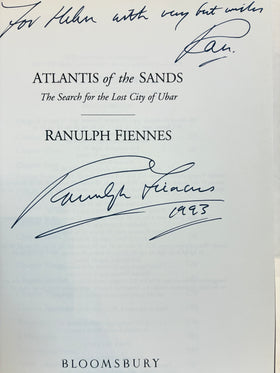 For Helen with very best wishes
Ran.
ATLANTIS of the SANDS
The Search for the Lost City of Ubar
RANULPH FIENNES
Ranulph Fiennes
1993
BLOOMSBURY